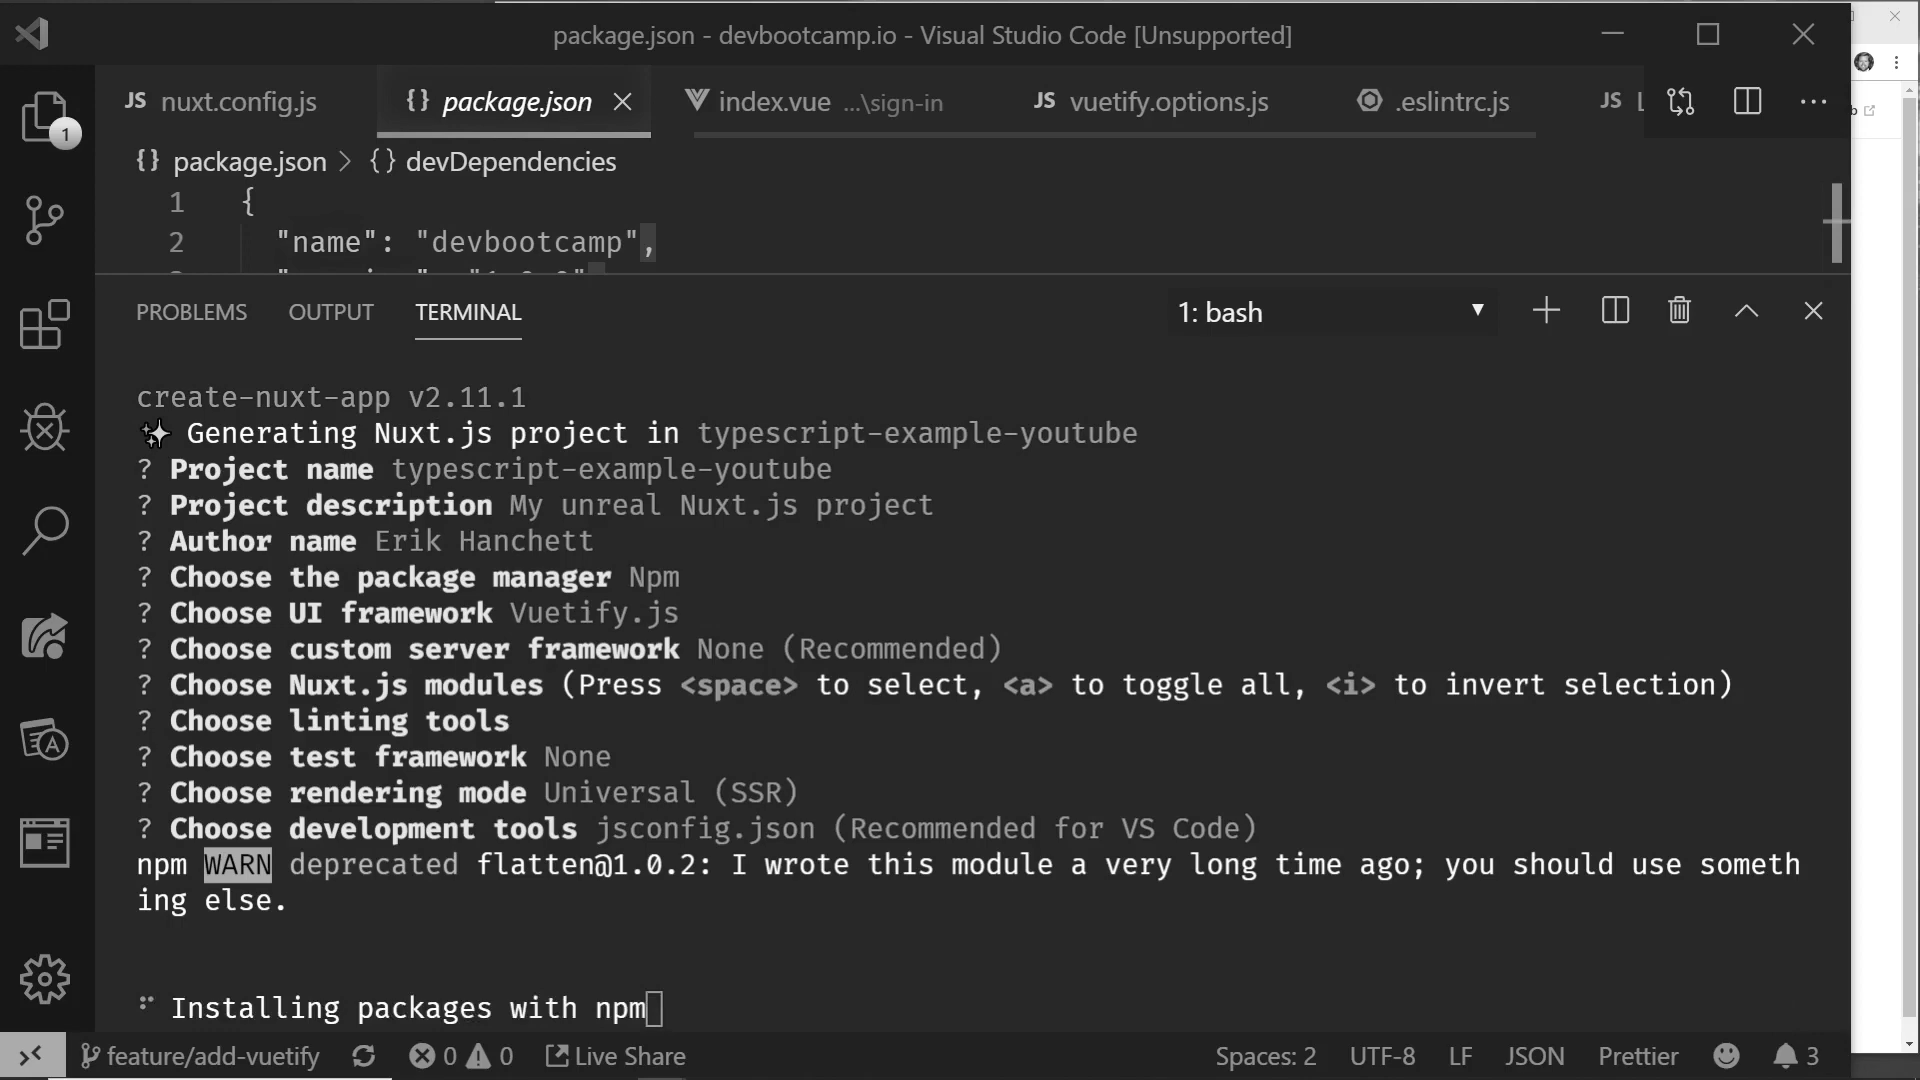 package.json - devbootcamp.io - Visual Studio Code [Unsupported]
JS nuxt.config.js
{} package.json
index.vue ...\sign-in
JS vuetify.options.js
.eslintrc.js
JS
b
1
{} package.json > {} devDependencies
1 {
2 "name": "devbootcamp",
PROBLEMS OUTPUT TERMINAL 1: bash
create-nuxt-app v2.11.1
✨ Generating Nuxt.js project in typescript-example-youtube
? Project name typescript-example-youtube
? Project description My unreal Nuxt.js project
? Author name Erik Hanchett
? Choose the package manager Npm
? Choose UI framework Vuetify.js
? Choose custom server framework None (Recommended)
? Choose Nuxt.js modules (Press <space> to select, <a> to toggle all, <i> to invert selection)
? Choose linting tools
? Choose test framework None
? Choose rendering mode Universal (SSR)
? Choose development tools jsconfig.json (Recommended for VS Code)
npm WARN deprecated flatten@1.0.2: I wrote this module a very long time ago; you should use someth
ing else.
Installing packages with npm
feature/add-vuetify 0 0 Live Share Spaces: 2 UTF-8 LF JSON Prettier 3